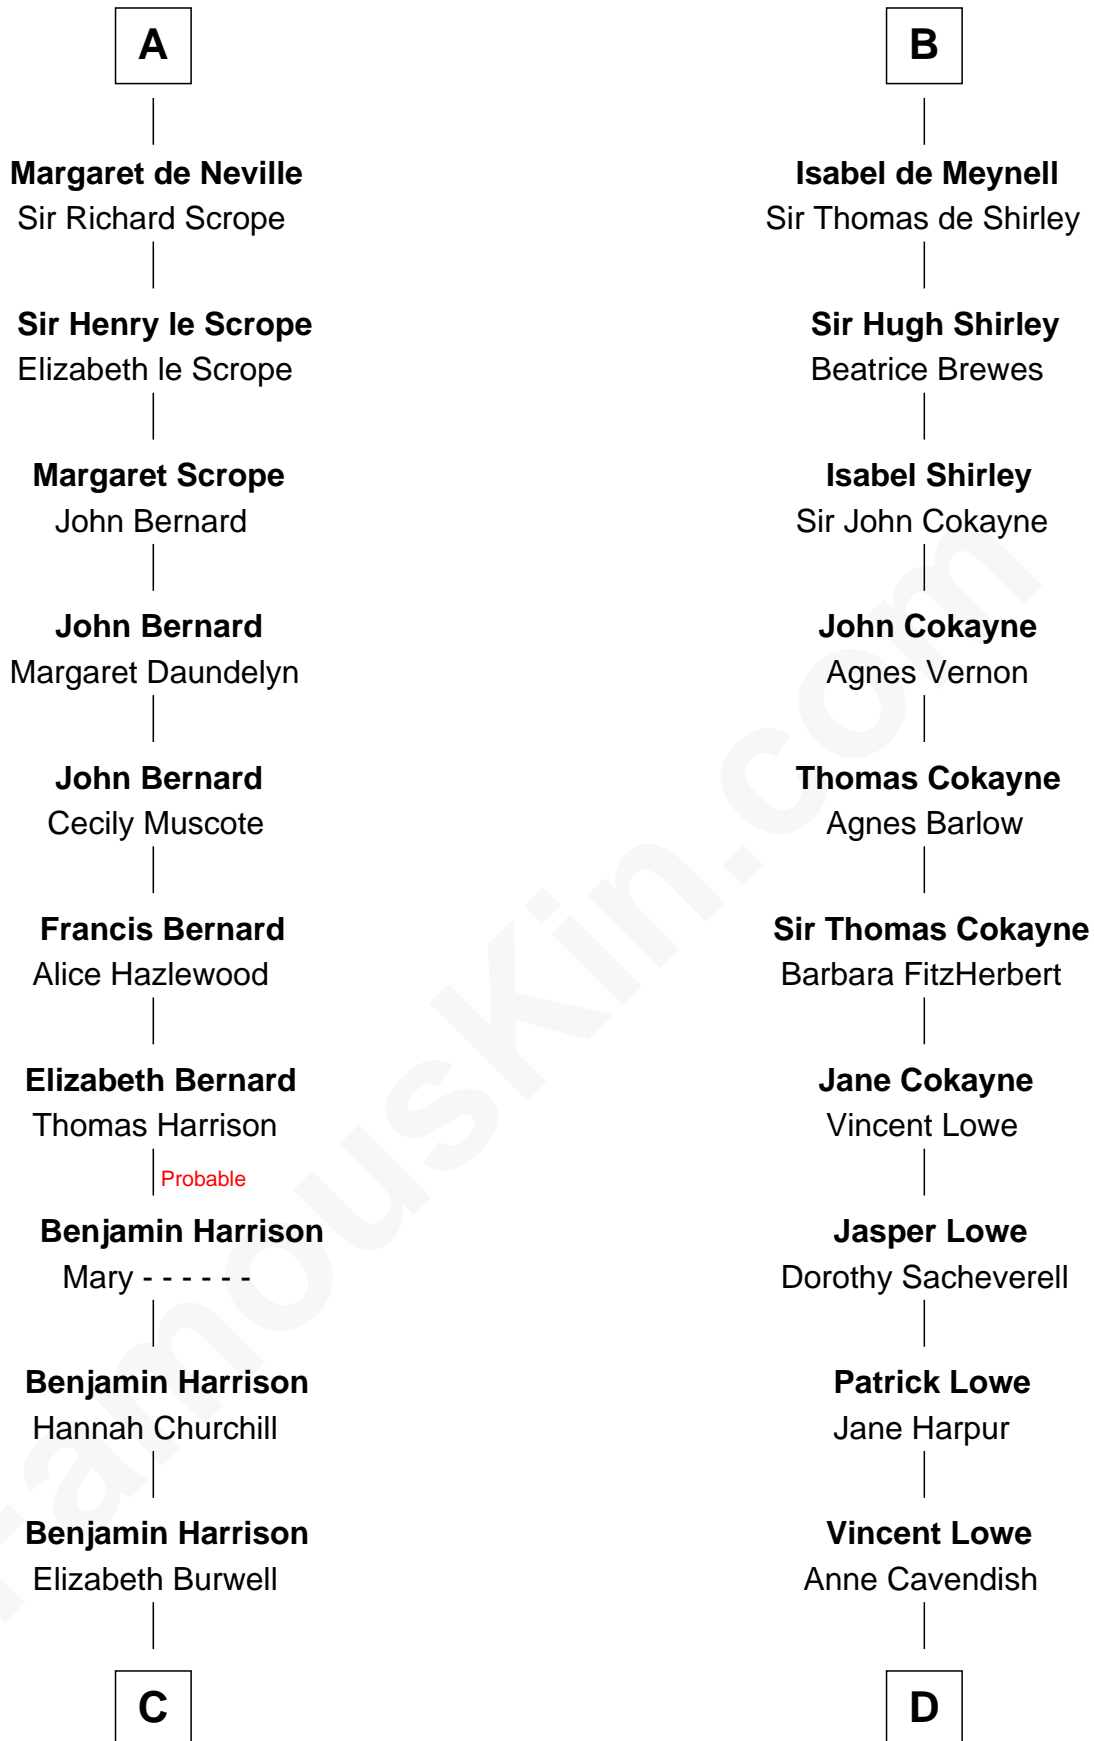 A
Margaret de Neville
Sir Richard Scrope
Sir Henry le Scrope
Elizabeth le Scrope
Margaret Scrope
John Bernard
John Bernard
Margaret Daundelyn
John Bernard
Cecily Muscote
Francis Bernard
Alice Hazlewood
Elizabeth Bernard
Thomas Harrison
Probable
Benjamin Harrison
Mary - - - - - -
Benjamin Harrison
Hannah Churchill
Benjamin Harrison
Elizabeth Burwell
C
B
Isabel de Meynell
Sir Thomas de Shirley
Sir Hugh Shirley
Beatrice Brewes
Isabel Shirley
Sir John Cokayne
John Cokayne
Agnes Vernon
Thomas Cokayne
Agnes Barlow
Sir Thomas Cokayne
Barbara FitzHerbert
Jane Cokayne
Vincent Lowe
Jasper Lowe
Dorothy Sacheverell
Patrick Lowe
Jane Harpur
Vincent Lowe
Anne Cavendish
D
FamousKin.com